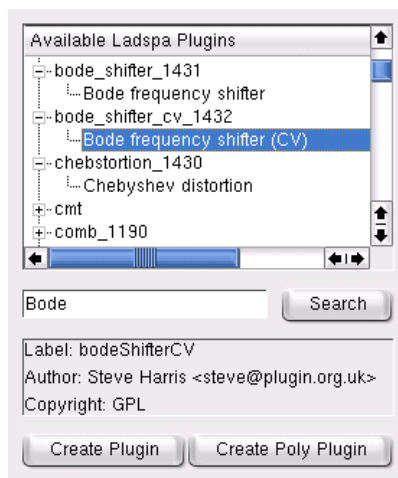 Available Ladspa Plugins
bode_shifter_1431
Bode frequency shifter
bode_shifter_cv_1432
Bode frequency shifter (CV)
chebstortion_1430
Chebyshev distortion
cmt
comb_1190
Bode
Search
Label: bodeShifterCV
Author: Steve Harris <steve@plugin.org.uk>
Copyright: GPL
Create Plugin
Create Poly Plugin